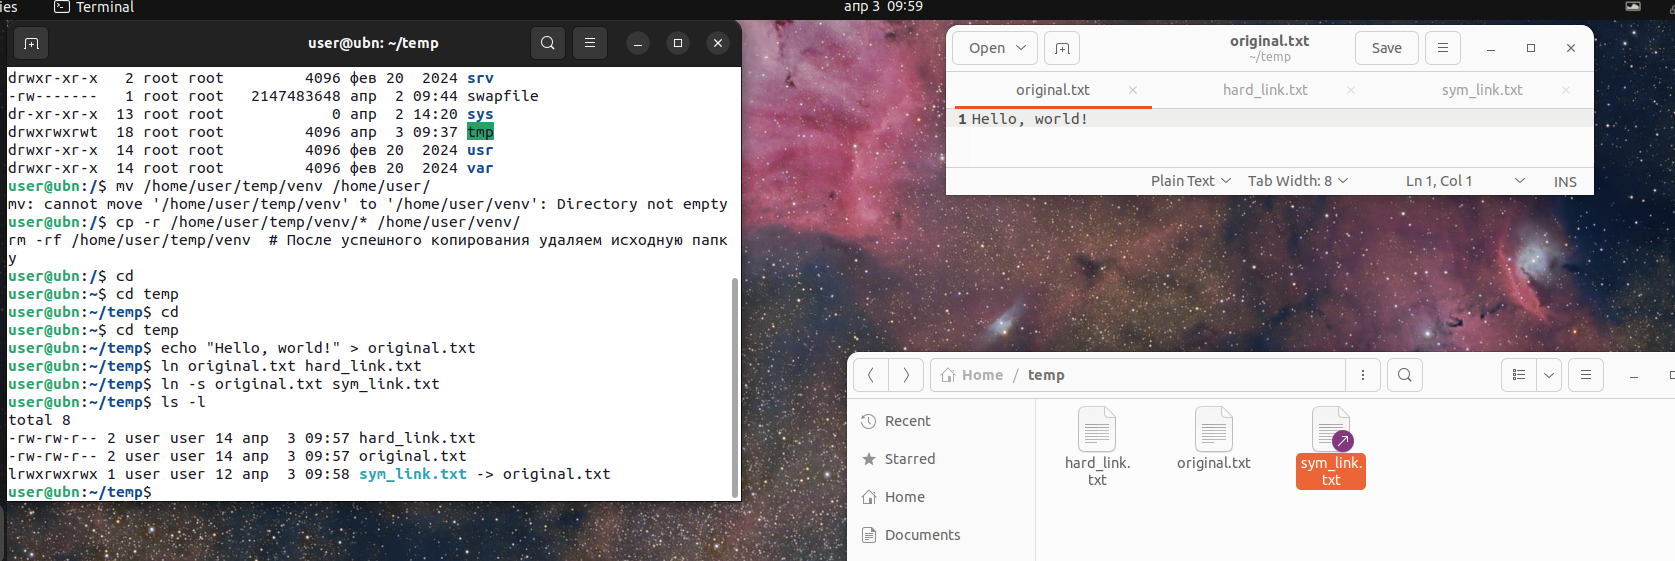 ies Terminal апр 3 09:59
user@ubn: ~/temp
drwxr-xr-x   2 root root         4096 фев 20  2024 srv
-rw-------   1 root root   2147483648 апр  2 09:44 swapfile
dr-xr-xr-x  13 root root            0 апр  2 14:20 sys
drwxrwxrwt  18 root root         4096 апр  3 09:37 tmp
drwxr-xr-x  14 root root         4096 фев 20  2024 usr
drwxr-xr-x  14 root root         4096 фев 20  2024 var
user@ubn:/$ mv /home/user/temp/venv /home/user/
mv: cannot move '/home/user/temp/venv' to '/home/user/venv': Directory not empty
user@ubn:/$ cp -r /home/user/temp/venv/* /home/user/venv/
rm -rf /home/user/temp/venv  # После успешного копирования удаляем исходную папк
у
user@ubn:/$ cd
user@ubn:~$ cd temp
user@ubn:~/temp$ cd
user@ubn:~$ cd temp
user@ubn:~/temp$ echo "Hello, world!" > original.txt
user@ubn:~/temp$ ln original.txt hard_link.txt
user@ubn:~/temp$ ln -s original.txt sym_link.txt
user@ubn:~/temp$ ls -l
total 8
-rw-rw-r-- 2 user user 14 апр  3 09:57 hard_link.txt
-rw-rw-r-- 2 user user 14 апр  3 09:57 original.txt
lrwxrwxrwx 1 user user 12 апр  3 09:58 sym_link.txt -> original.txt
user@ubn:~/temp$
Open original.txt Save
~/temp
original.txt hard_link.txt sym_link.txt
1 Hello, world!
Plain Text Tab Width: 8 Ln 1, Col 1 INS
Home / temp
Recent
Starred
Home
Documents
hard_link.
txt
original.txt
sym_link.
txt